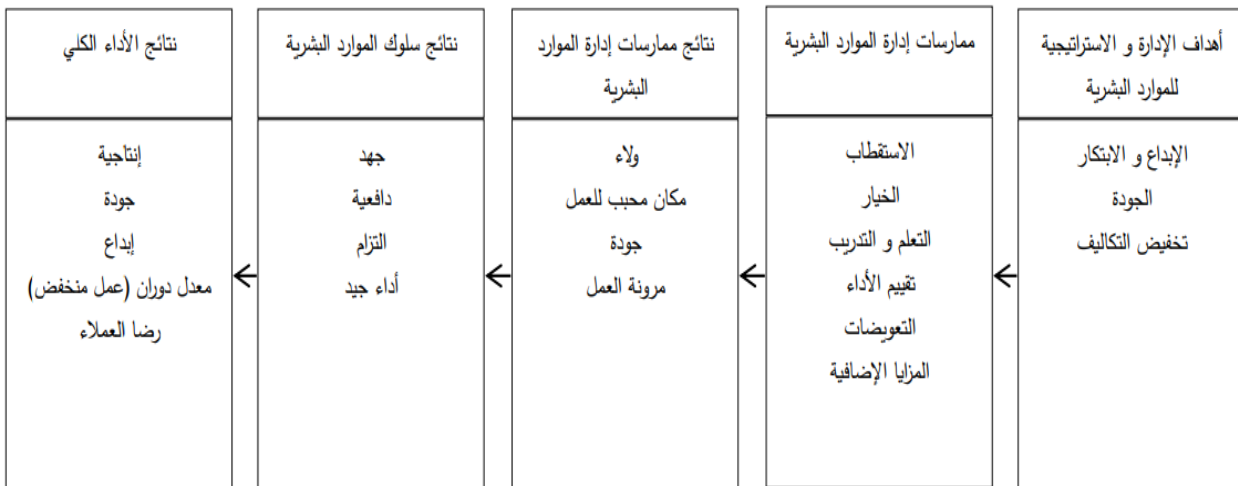 أهداف الإدارة و الاستراتيجية
للموارد البشرية
الإبداع و الابتكار
الجودة
تخفيض التكاليف
ممارسات إدارة الموارد البشرية
الاستقطاب
الخيار
التعلم و التدريب
تقييم الأداء
التعويضات
المزايا الإضافية
نتائج ممارسات إدارة الموارد
البشرية
ولاء
مكان محبب للعمل
جودة
مرونة العمل
نتائج سلوك الموارد البشرية
جهد
دافعية
التزام
أداء جيد
نتائج الأداء الكلي
إنتاجية
جودة
إبداع
معدل دوران (عمل منخفض)
رضا العملاء